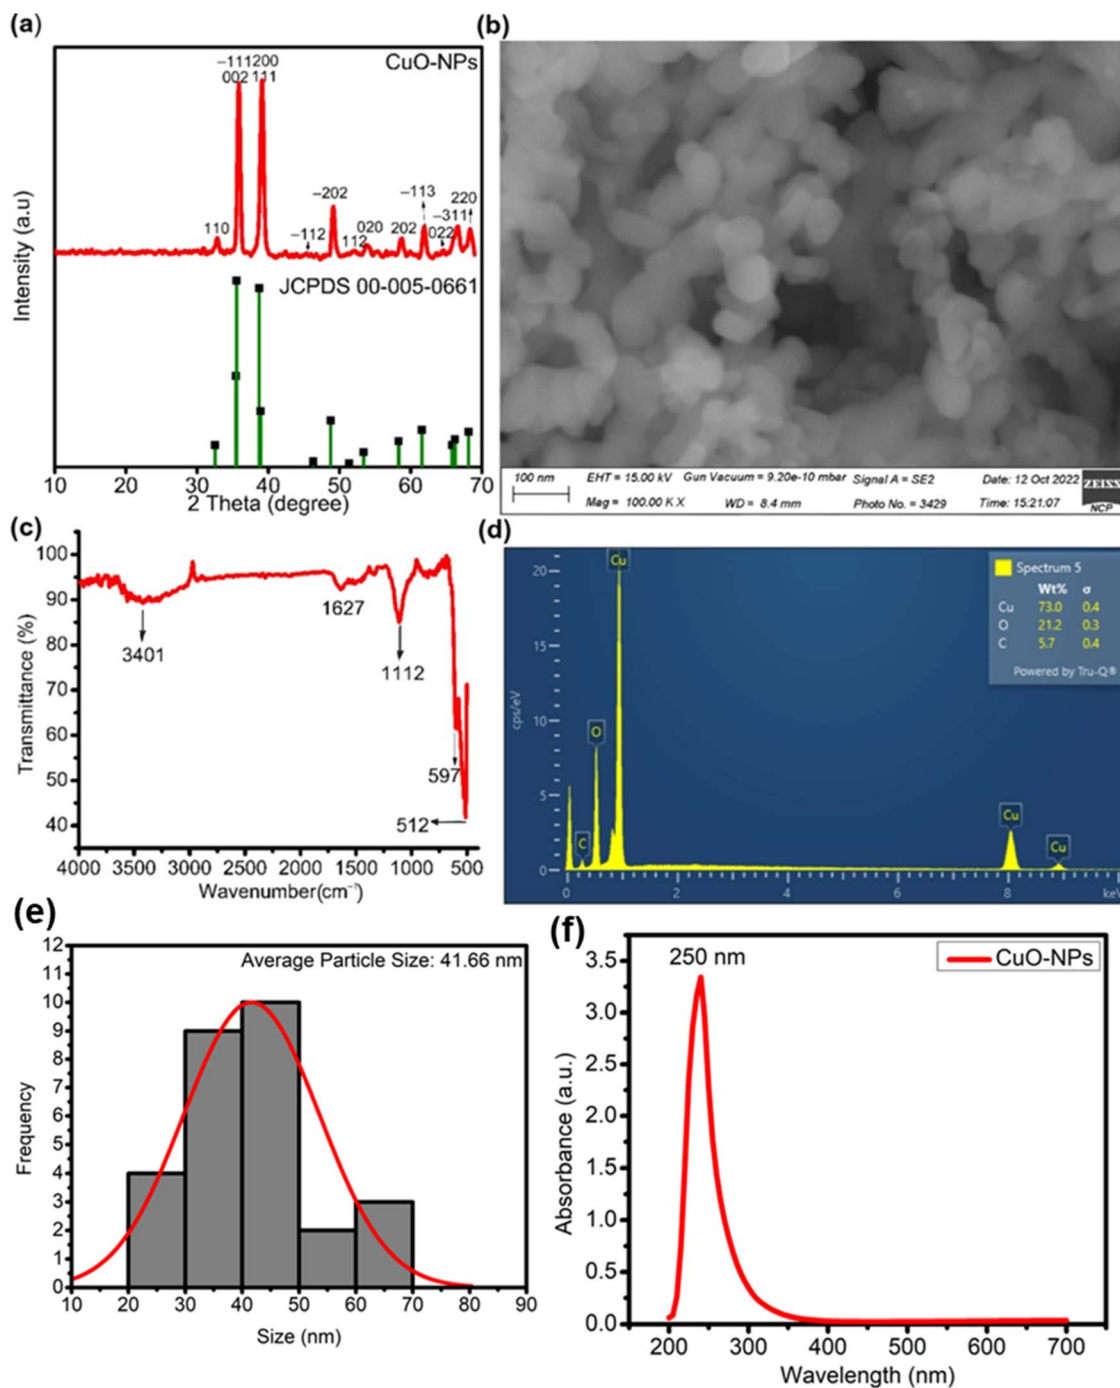 (a)
CuO-NPs
–111 200
002 111
110
–112
–202
112
020
202
–113
022
–311
220
JCPDS 00-005-0661
Intensity (a.u)
10 20 30 40 50 60 70
2 Theta (degree)
(b)
100 nm
EHT = 15.00 kV Gun Vacuum = 9.20e-10 mbar Signal A = SE2 Date: 12 Oct 2022
Mag = 100.00 K X WD = 8.4 mm Photo No. = 3429 Time: 15:21:07
ZEISS
NCP
(c)
100
90
80
70
60
50
40
Transmittance (%)
3401
1627
1112
597
512
4000 3500 3000 2500 2000 1500 1000 500
Wavenumber(cm⁻¹)
(d)
Spectrum 5
Wt% σ
Cu 73.0 0.4
O 21.2 0.3
C 5.7 0.4
Powered by Tru-Q®
cps/eV
20
15
10
5
0
C
O
Cu
Cu
Cu
0 2 4 6 8 keV
(e)
Average Particle Size: 41.66 nm
12
11
10
9
8
7
6
5
4
3
2
1
0
Frequency
10 20 30 40 50 60 70 80 90
Size (nm)
(f)
250 nm
CuO-NPs
3.5
3.0
2.5
2.0
1.5
1.0
0.5
0.0
Absorbance (a.u.)
200 300 400 500 600 700
Wavelength (nm)